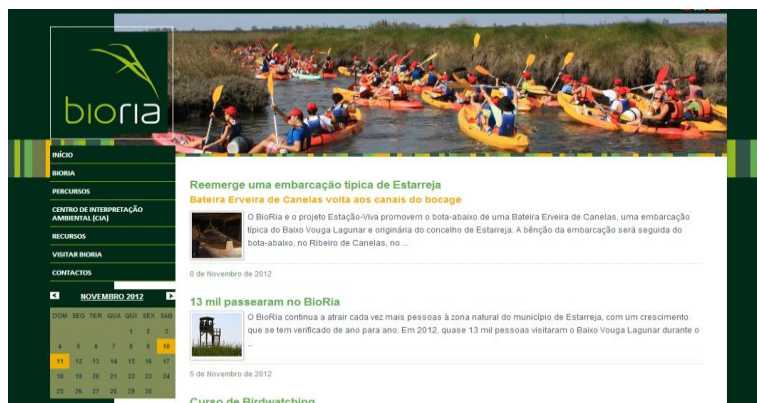 bioria
INÍCIO
BIORIA
PERCURSOS
CENTRO DE INTERPRETAÇÃO
AMBIENTAL (CIA)
RECURSOS
VISITAR BIORIA
CONTACTOS
NOVEMBRO 2012
DOM SEG TER QUA QUI SEX SAB
1 2 3
4 5 6 7 8 9 10
11 12 13 14 15 16 17
18 19 20 21 22 23 24
25 26 27 28 29 30
Reemerge uma embarcação típica de Estarreja
Bateira Erveira de Canelas volta aos canais do bocage
O BioRia e o projeto Estação-Viva promovem o bota-abaixo de uma Bateira Erveira de Canelas, uma embarcação
típica do Baixo Vouga Lagunar e originária do concelho de Estarreja. A bênção da embarcação será seguida do
bota-abaixo, no Ribeiro de Canelas, no ...
8 de Novembro de 2012
13 mil passearam no BioRia
O BioRia continua a atrair cada vez mais pessoas à zona natural do município de Estarreja, com um crescimento
que se tem verificado de ano para ano. Em 2012, quase 13 mil pessoas visitaram o Baixo Vouga Lagunar durante o
...
5 de Novembro de 2012
Curso de Birdwatching